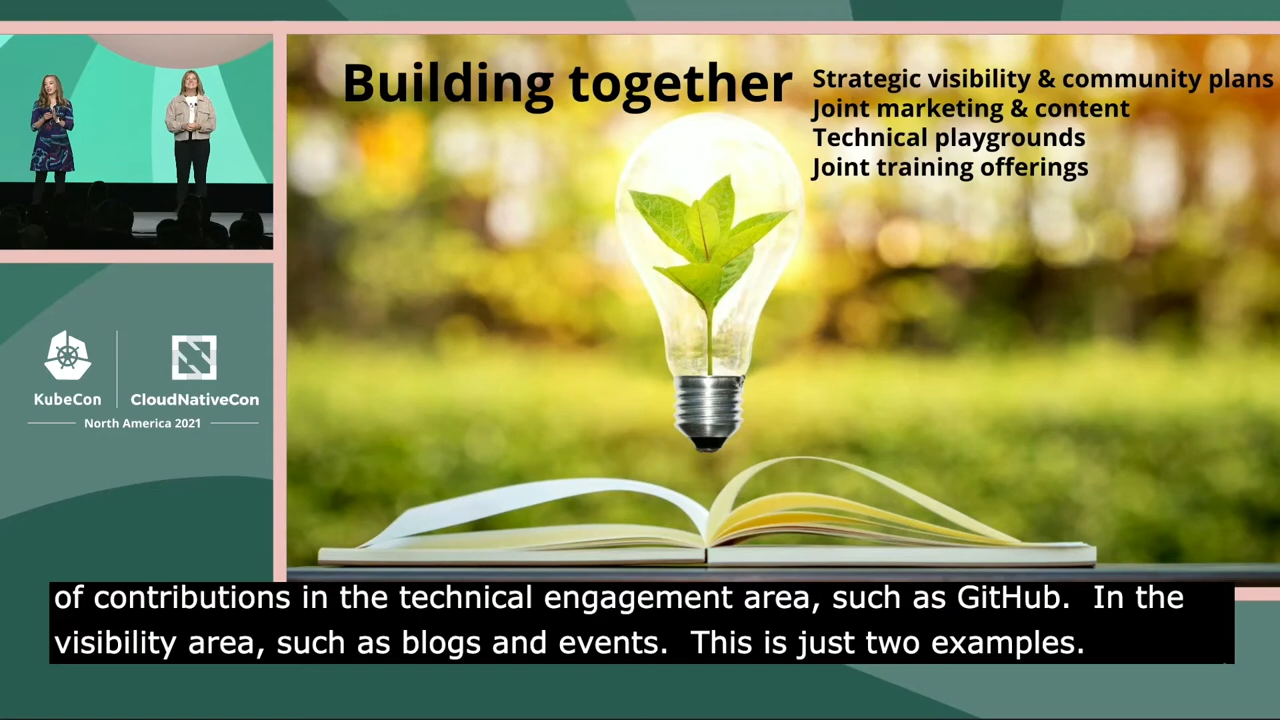 Building together
Strategic visibility & community plans
Joint marketing & content
Technical playgrounds
Joint training offerings
KubeCon
CloudNativeCon
North America 2021
of contributions in the technical engagement area, such as GitHub.  In the
visibility area, such as blogs and events.  This is just two examples.